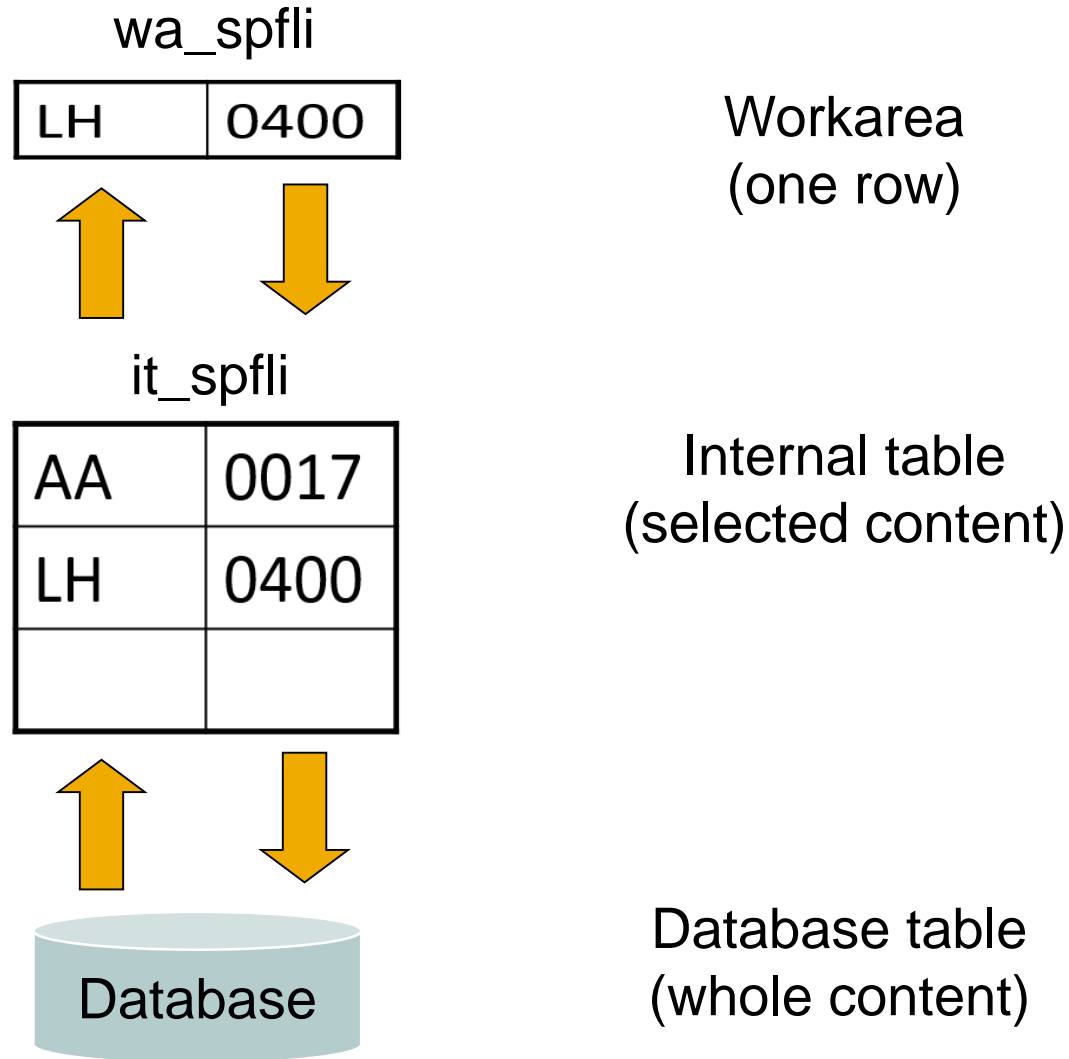 wa_spfli
LH 0400
Workarea
(one row)
it_spfli
AA 0017
LH 0400
Internal table
(selected content)
Database
Database table
(whole content)